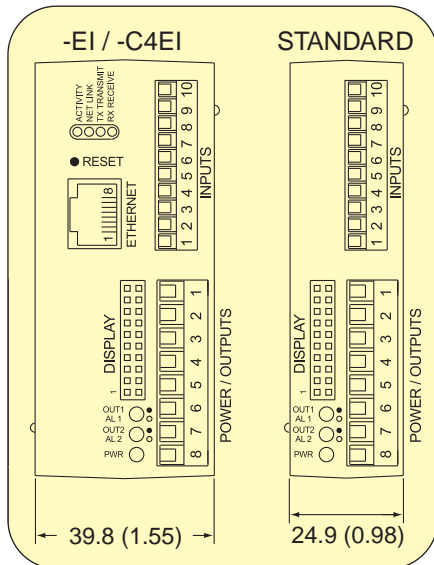 -EI / -C4EI
ACTIVITY
NET LINK
TX TRANSMIT
RX RECEIVE
RESET
ETHERNET
1
8
1 2 3 4 5 6 7 8 9 10
INPUTS
DISPLAY
1
1
2
3
4
5
6
7
8
POWER / OUTPUTS
OUT1
AL 1
OUT2
AL 2
PWR
39.8 (1.55)
STANDARD
1 2 3 4 5 6 7 8 9 10
INPUTS
DISPLAY
1
1
2
3
4
5
6
7
8
POWER / OUTPUTS
OUT1
AL 1
OUT2
AL 2
PWR
24.9 (0.98)